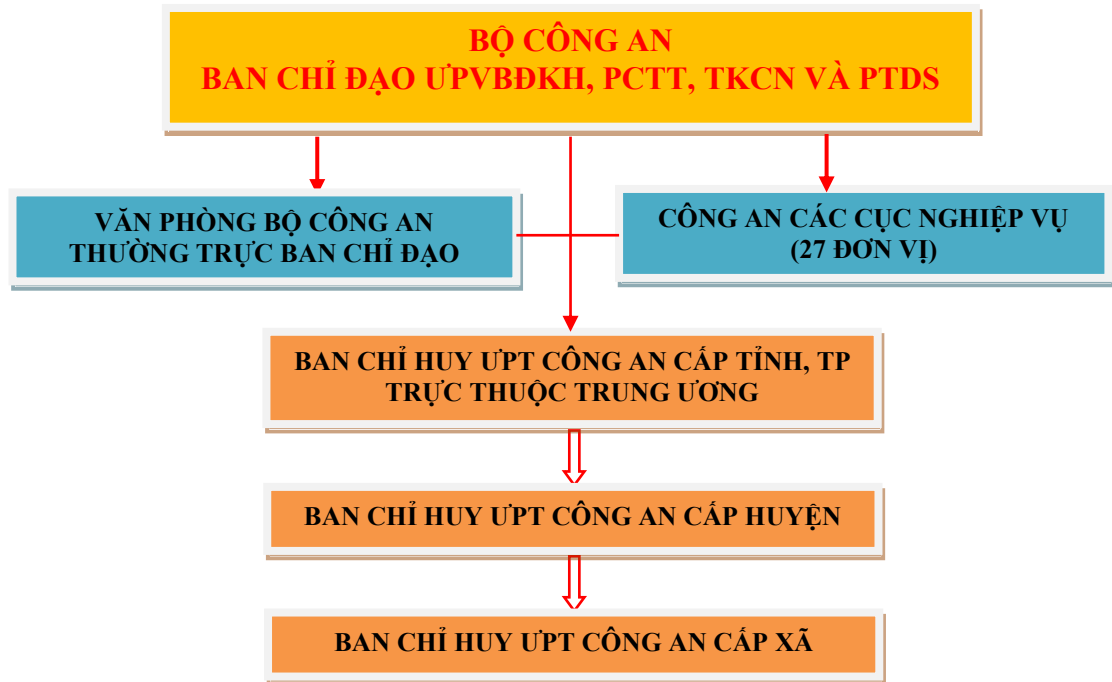 BỘ CÔNG AN
BAN CHỈ ĐẠO ƯPVBĐKH, PCTT, TKCN VÀ PTDS
VĂN PHÒNG BỘ CÔNG AN
THƯỜNG TRỰC BAN CHỈ ĐẠO
CÔNG AN CÁC CỤC NGHIỆP VỤ
(27 ĐƠN VỊ)
BAN CHỈ HUY ƯPT CÔNG AN CẤP TỈNH, TP
TRỰC THUỘC TRUNG ƯƠNG
BAN CHỈ HUY ƯPT CÔNG AN CẤP HUYỆN
BAN CHỈ HUY ƯPT CÔNG AN CẤP XÃ